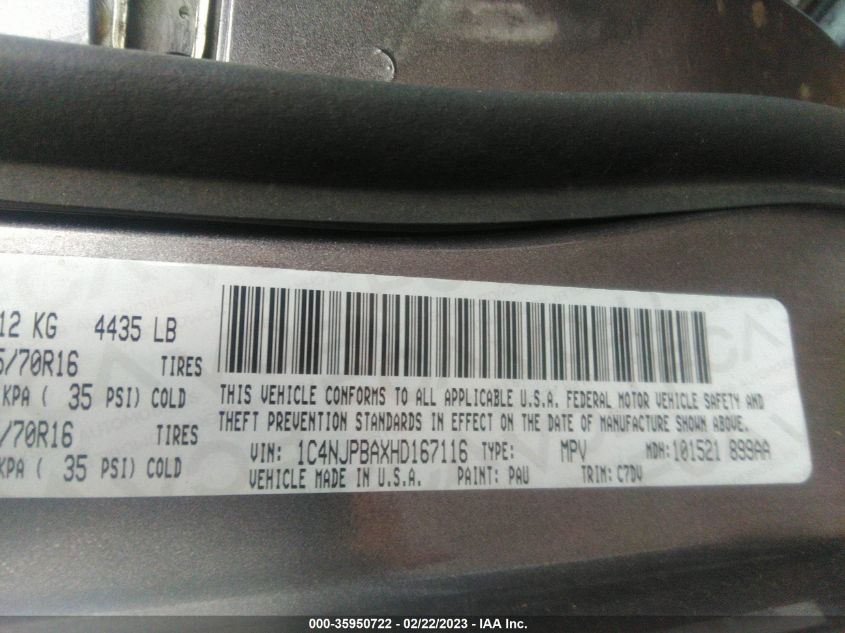 12 KG 4435 LB
5/70R16 TIRES
KPA ( 35 PSI) COLD
/70R16 TIRES
KPA ( 35 PSI) COLD
THIS VEHICLE CONFORMS TO ALL APPLICABLE U.S.A. FEDERAL MOTOR VEHICLE SAFETY AND
THEFT PREVENTION STANDARDS IN EFFECT ON THE DATE OF MANUFACTURE SHOWN ABOVE.
VIN: 1C4NJPBAXHD167116 TYPE: MPV MDH: 101521 899AA
VEHICLE MADE IN U.S.A. PAINT: PAU TRIM: C7DV
000-35950722 - 02/22/2023 - © IAA Inc.